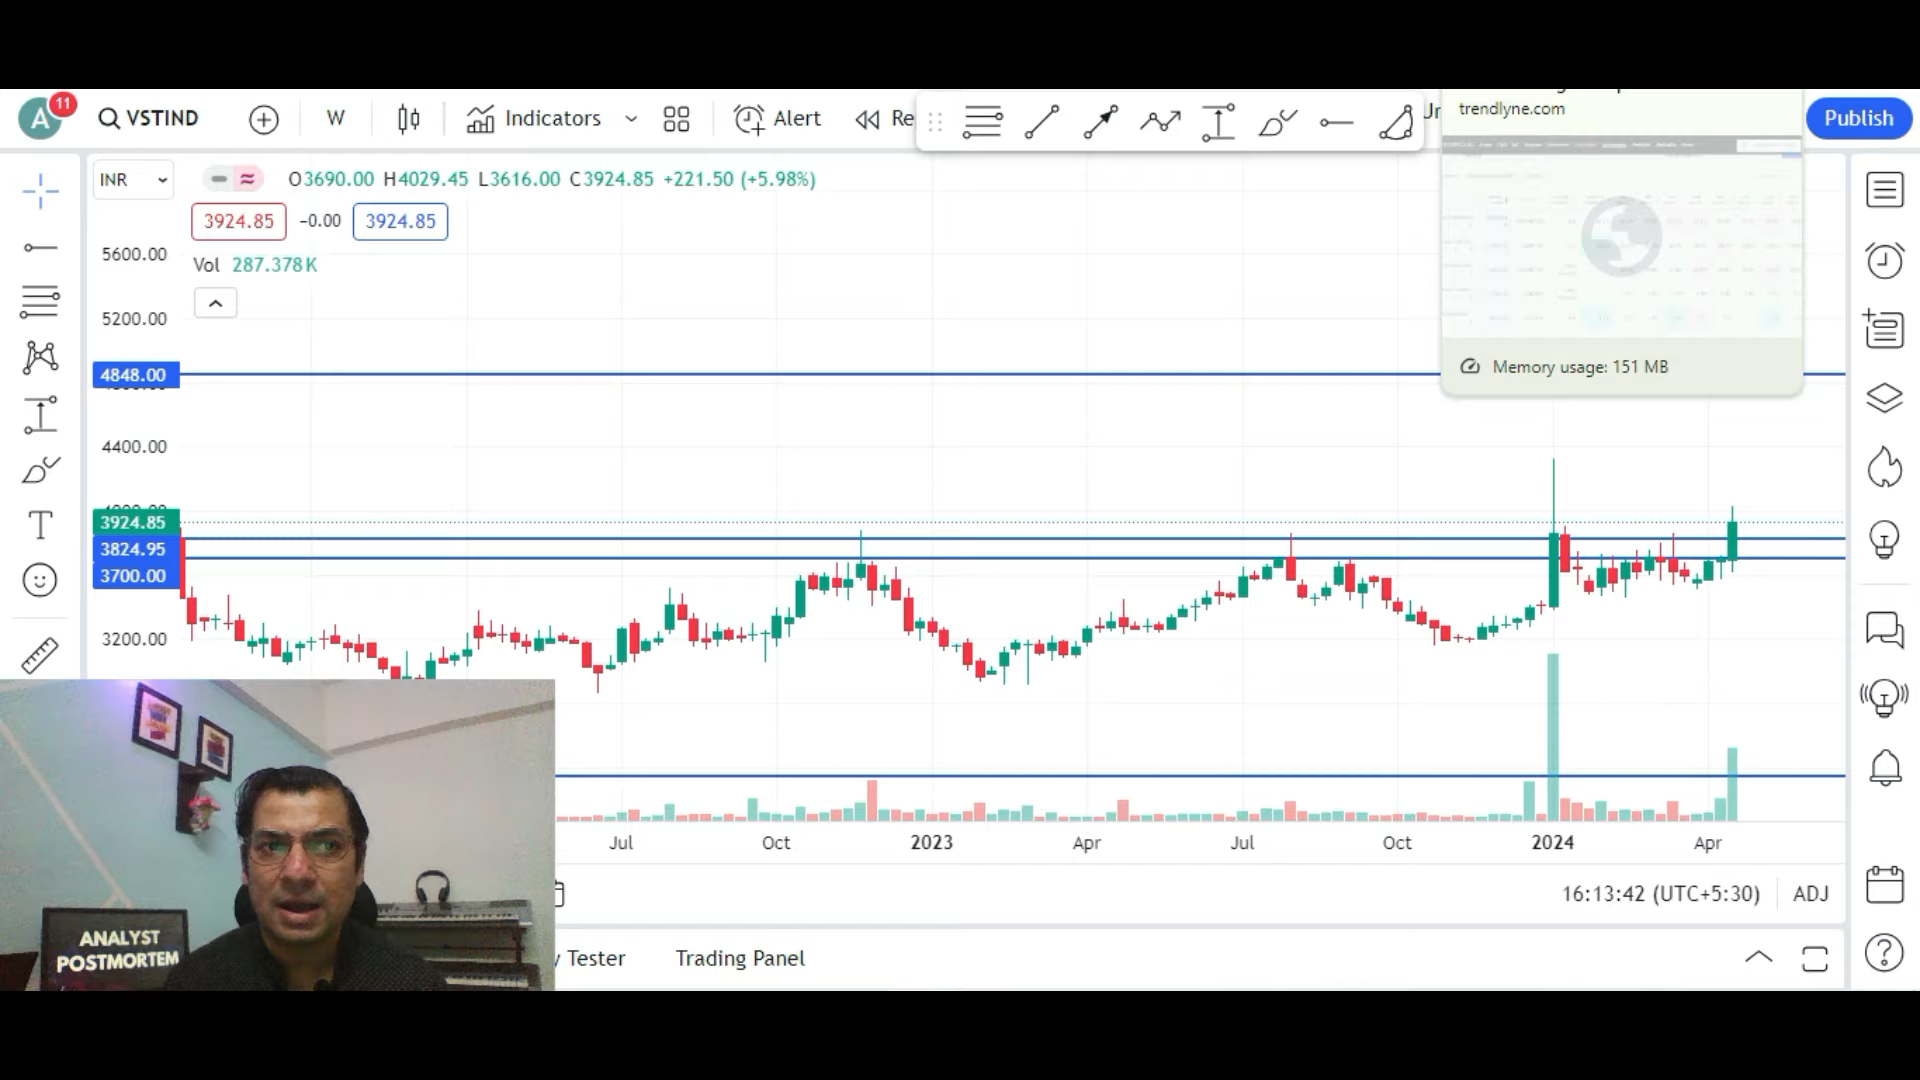 A
11
VSTIND
W
Indicators
Alert
Re
trendlyne.com
Publish
INR
O3690.00 H4029.45 L3616.00 C3924.85 +221.50 (+5.98%)
3924.85
−0.00
3924.85
Vol 287.378K
5600.00
5200.00
4848.00
4400.00
3924.85
3824.95
3700.00
3200.00
Memory usage: 151 MB
Jul
Oct
2023
Apr
Jul
Oct
2024
Apr
16:13:42 (UTC+5:30)
ADJ
Tester
Trading Panel
ANALYST
POSTMORTEM